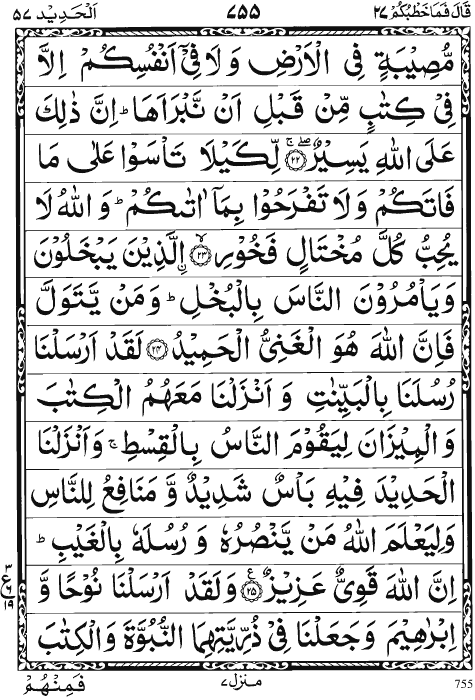 قَالَ فَمَا خَطْبُكُمْ ٢٧ ٧٥٥ اَلْحَدِيْد ٥٧
مُّصِيْبَةٍ فِى الْاَرْضِ وَ لَا فِىْۤ اَنْفُسِكُمْ اِلَّا
فِىْ كِتٰبٍ مِّنْ قَبْلِ اَنْ نَّبْرَاَهَا ؕ اِنَّ ذٰلِكَ
عَلَى اللّٰهِ يَسِيْرٌ ۖۚ ٢٢ لِّكَيْلَا تَاْسَوْا عَلٰى مَا
فَاتَكُمْ وَ لَا تَفْرَحُوْا بِمَاۤ اٰتٰىكُمْ ؕ وَ اللّٰهُ لَا
يُحِبُّ كُلَّ مُخْتَالٍ فَخُوْرِ ۙ ٢٣ ۨالَّذِيْنَ يَبْخَلُوْنَ
وَ يَاْمُرُوْنَ النَّاسَ بِالْبُخْلِ ؕ وَ مَنْ يَّتَوَلَّ
فَاِنَّ اللّٰهَ هُوَ الْغَنِىُّ الْحَمِيْدُ ٢٤ لَقَدْ اَرْسَلْنَا
رُسُلَنَا بِالْبَيِّنٰتِ وَ اَنْزَلْنَا مَعَهُمُ الْكِتٰبَ
وَ الْمِيْزَانَ لِيَقُوْمَ النَّاسُ بِالْقِسْطِ ۚ وَ اَنْزَلْنَا
الْحَدِيْدَ فِيْهِ بَاْسٌ شَدِيْدٌ وَّ مَنَافِعُ لِلنَّاسِ
وَ لِيَعْلَمَ اللّٰهُ مَنْ يَّنْصُرُهٗ وَ رُسُلَهٗ بِالْغَيْبِ ؕ
اِنَّ اللّٰهَ قَوِىٌّ عَزِيْزٌ ٢٥ ع وَ لَقَدْ اَرْسَلْنَا نُوْحًا وَّ
٣ ع ٦ ١٩
اِبْرٰهِيْمَ وَ جَعَلْنَا فِىْ ذُرِّيَّتِهِمَا النُّبُوَّةَ وَ الْكِتٰبَ
755 منزل ٧ فَمِنْهُمْ